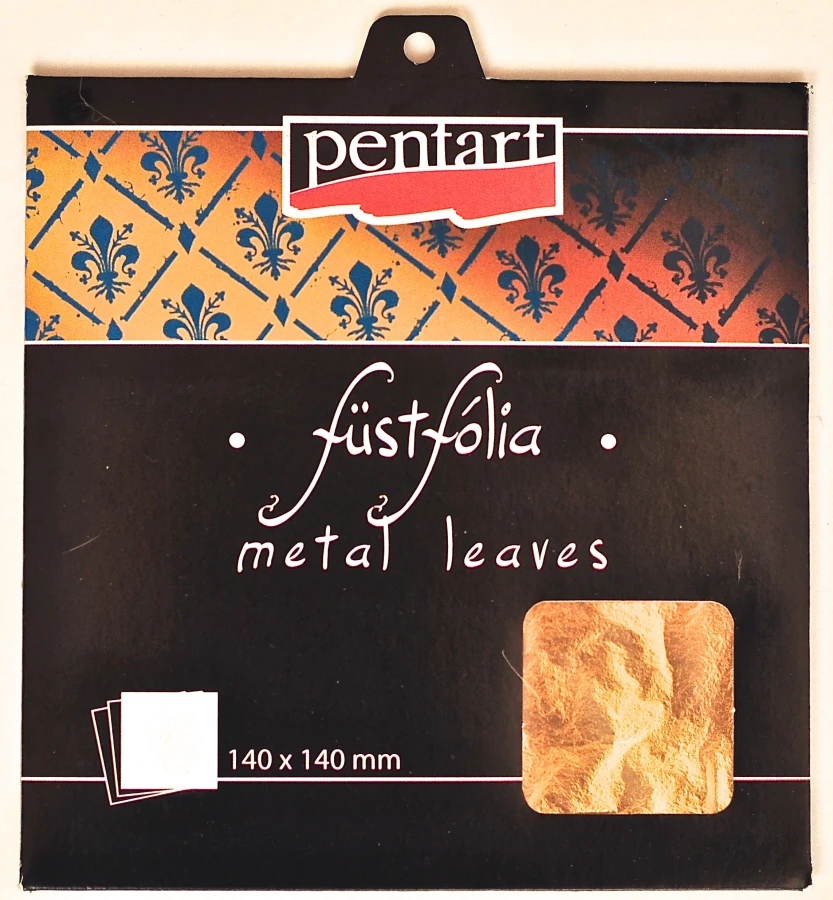 pentart
• füstfólia •
metal leaves
140 x 140 mm